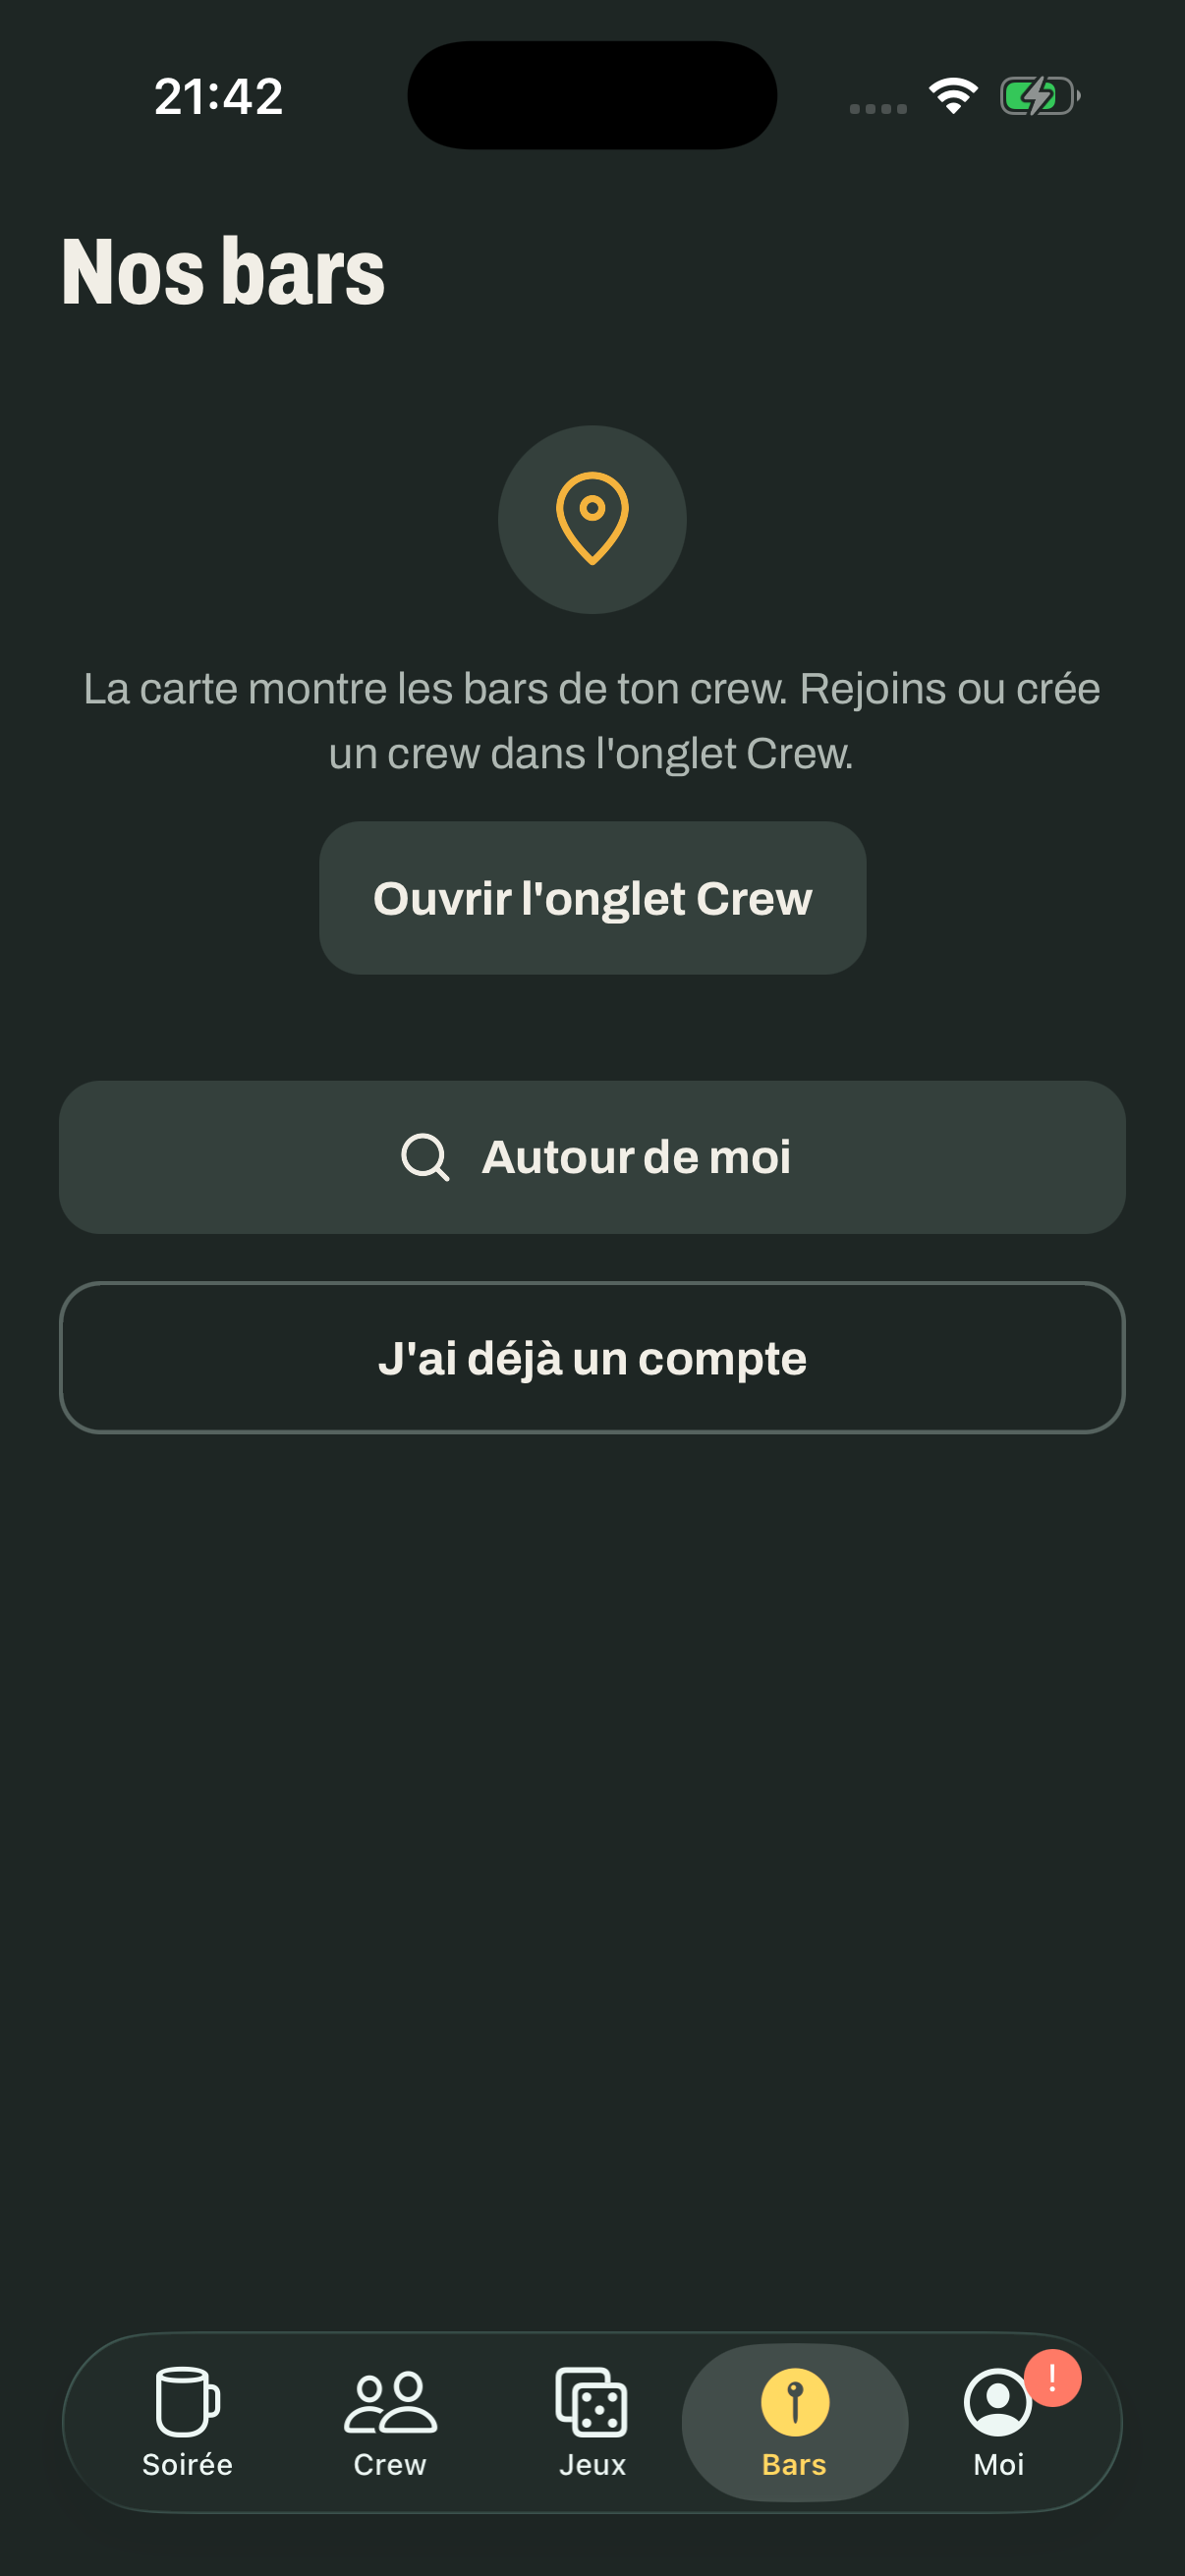 21:42
Nos bars
La carte montre les bars de ton crew. Rejoins ou crée
un crew dans l'onglet Crew.
Ouvrir l'onglet Crew
Autour de moi
J'ai déjà un compte
!
Soirée
Crew
Jeux
Bars
Moi